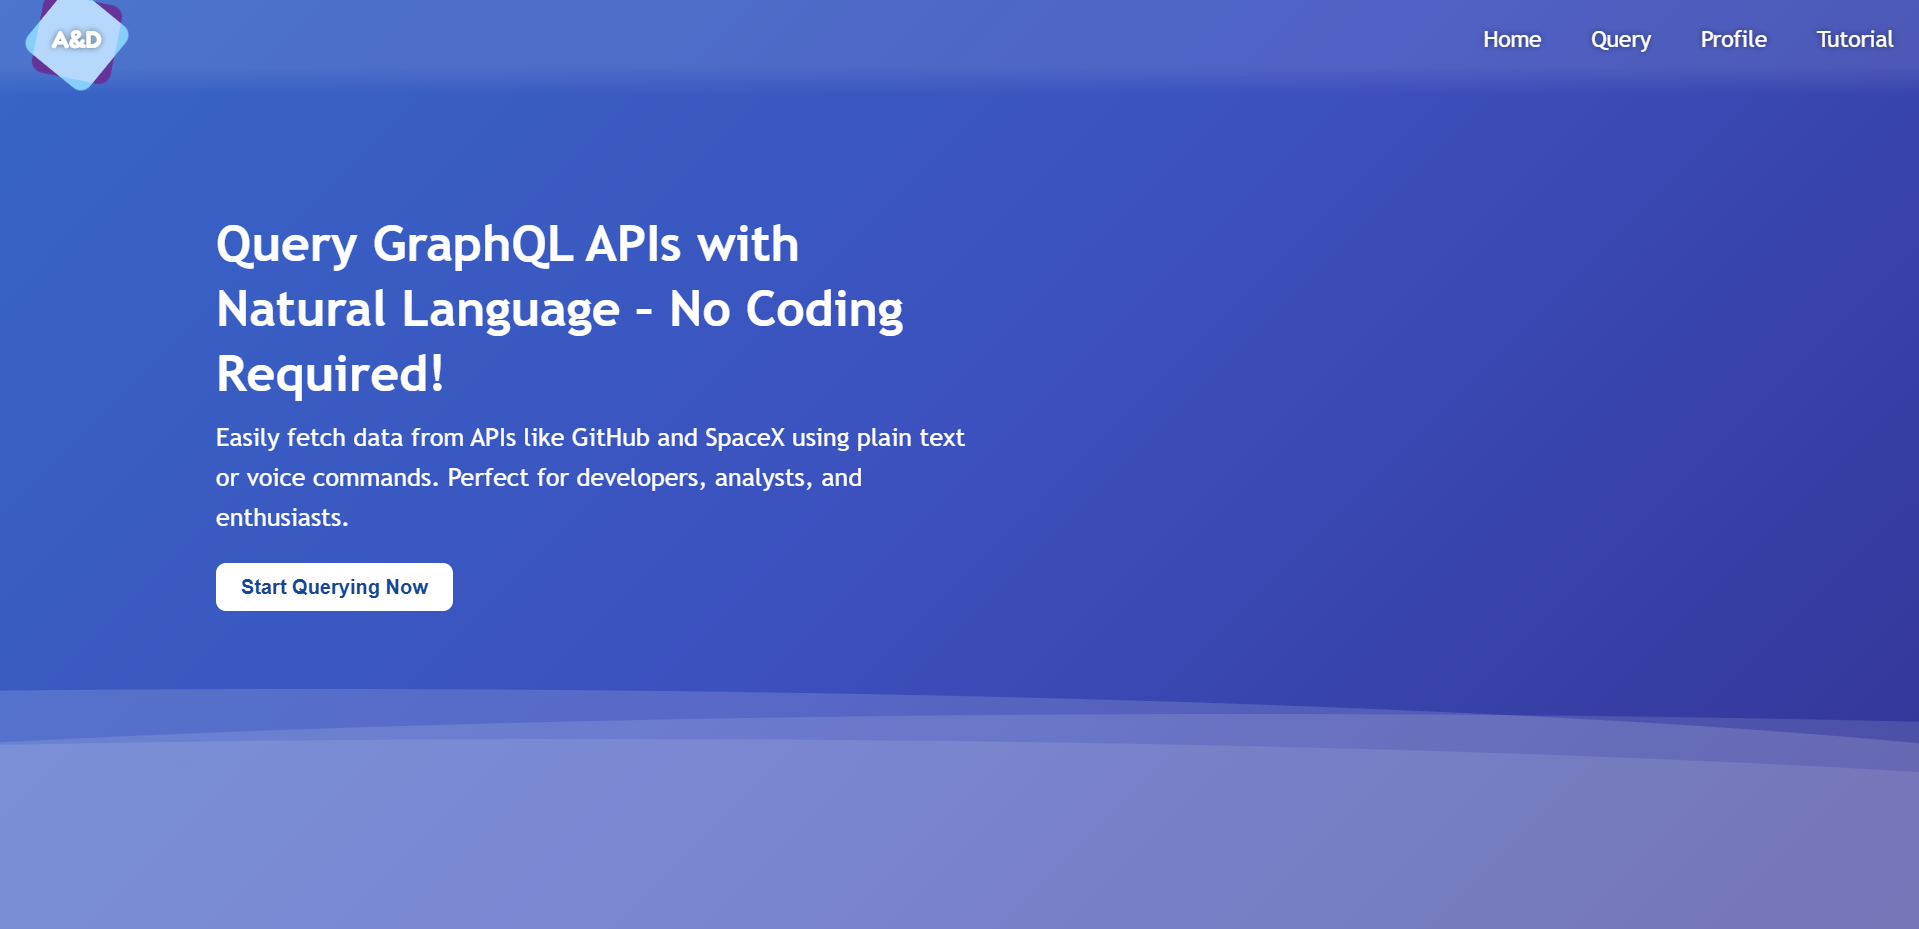 A&D
Home
Query
Profile
Tutorial
Query GraphQL APIs with
Natural Language – No Coding
Required!
Easily fetch data from APIs like GitHub and SpaceX using plain text
or voice commands. Perfect for developers, analysts, and
enthusiasts.
Start Querying Now